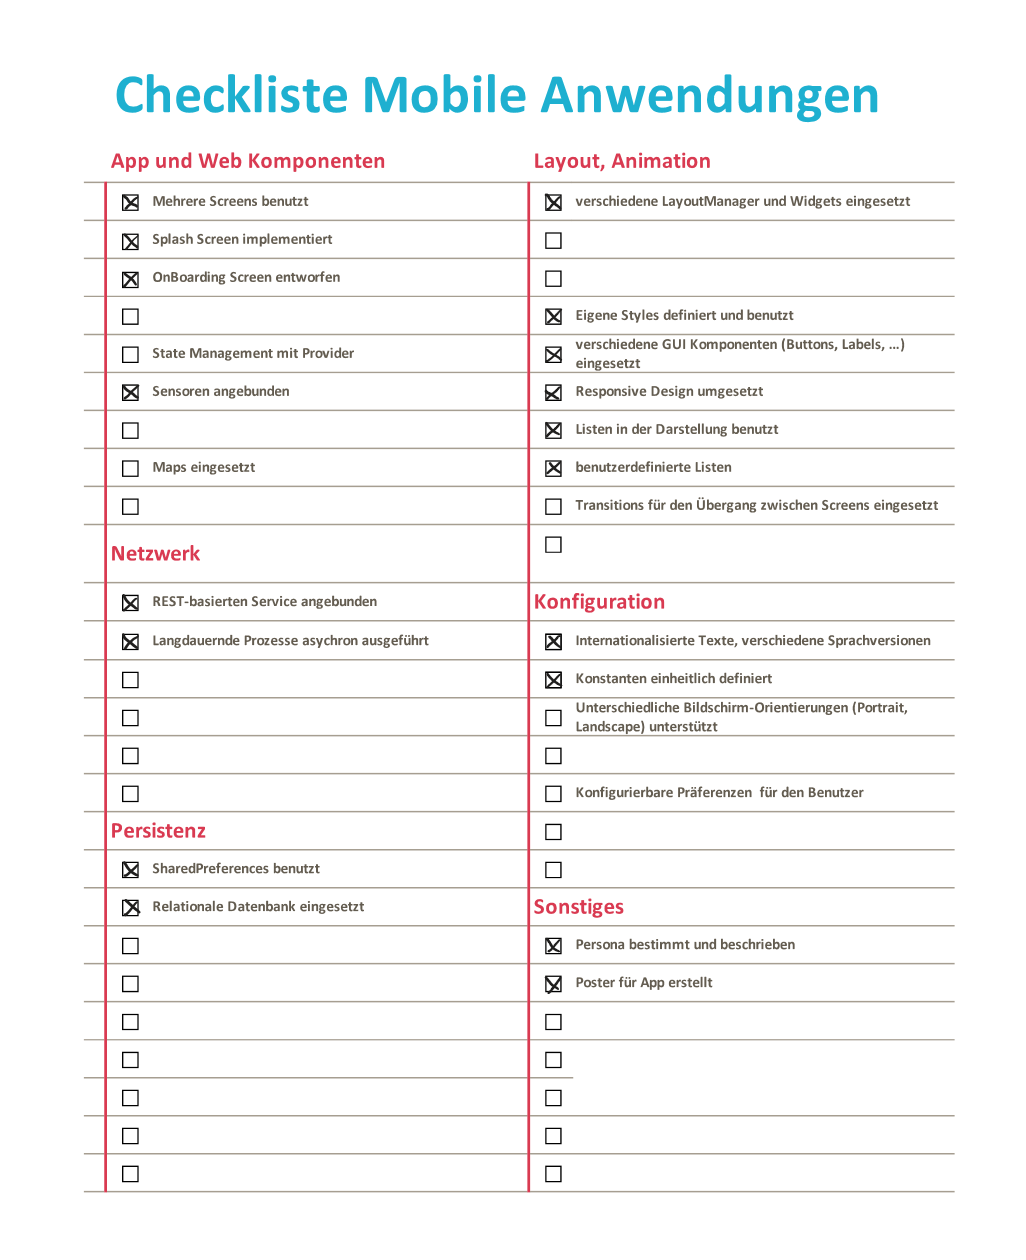 Checkliste Mobile Anwendungen
App und Web Komponenten
Mehrere Screens benutzt
Splash Screen implementiert
OnBoarding Screen entworfen
State Management mit Provider
Sensoren angebunden
Maps eingesetzt
Netzwerk
REST-basierten Service angebunden
Langdauernde Prozesse asychron ausgeführt
Persistenz
SharedPreferences benutzt
Relationale Datenbank eingesetzt
Layout, Animation
verschiedene LayoutManager und Widgets eingesetzt
Eigene Styles definiert und benutzt
verschiedene GUI Komponenten (Buttons, Labels, ...)
eingesetzt
Responsive Design umgesetzt
Listen in der Darstellung benutzt
benutzerdefinierte Listen
Transitions für den Übergang zwischen Screens eingesetzt
Konfiguration
Internationalisierte Texte, verschiedene Sprachversionen
Konstanten einheitlich definiert
Unterschiedliche Bildschirm-Orientierungen (Portrait,
Landscape) unterstützt
Konfigurierbare Präferenzen  für den Benutzer
Sonstiges
Persona bestimmt und beschrieben
Poster für App erstellt